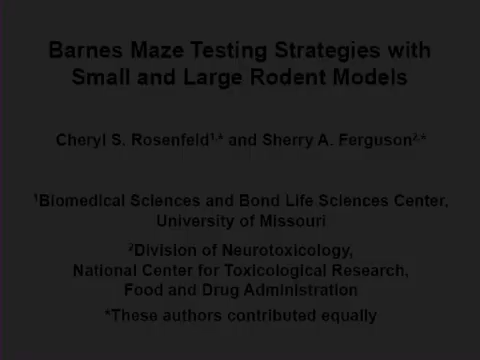 Barnes Maze Testing Strategies with
Small and Large Rodent Models
Cheryl S. Rosenfeld¹,* and Sherry A. Ferguson²,*
¹Biomedical Sciences and Bond Life Sciences Center,
University of Missouri
²Division of Neurotoxicology,
National Center for Toxicological Research,
Food and Drug Administration
*These authors contributed equally